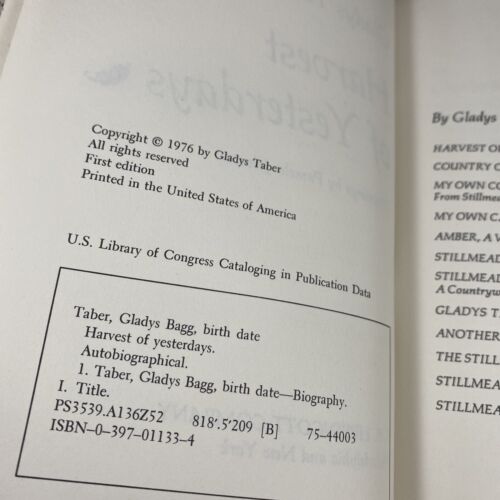 Copyright © 1976 by Gladys Taber
All rights reserved
First edition
Printed in the United States of America
U.S. Library of Congress Cataloging in Publication Data
Taber, Gladys Bagg, birth date
Harvest of yesterdays.
Autobiographical.
1. Taber, Gladys Bagg, birth date—Biography.
I. Title.
PS3539.A136Z52 818'.5'209 [B] 75-44003
ISBN-0-397-01133-4
By Gladys
HARVEST O
COUNTRY C
MY OWN CO
From Stillmea
MY OWN C
AMBER, A V
STILLMEAD
STILLMEAD
A Countryw
GLADYS T
ANOTHER
THE STILL
STILLMEA
STILLMEA